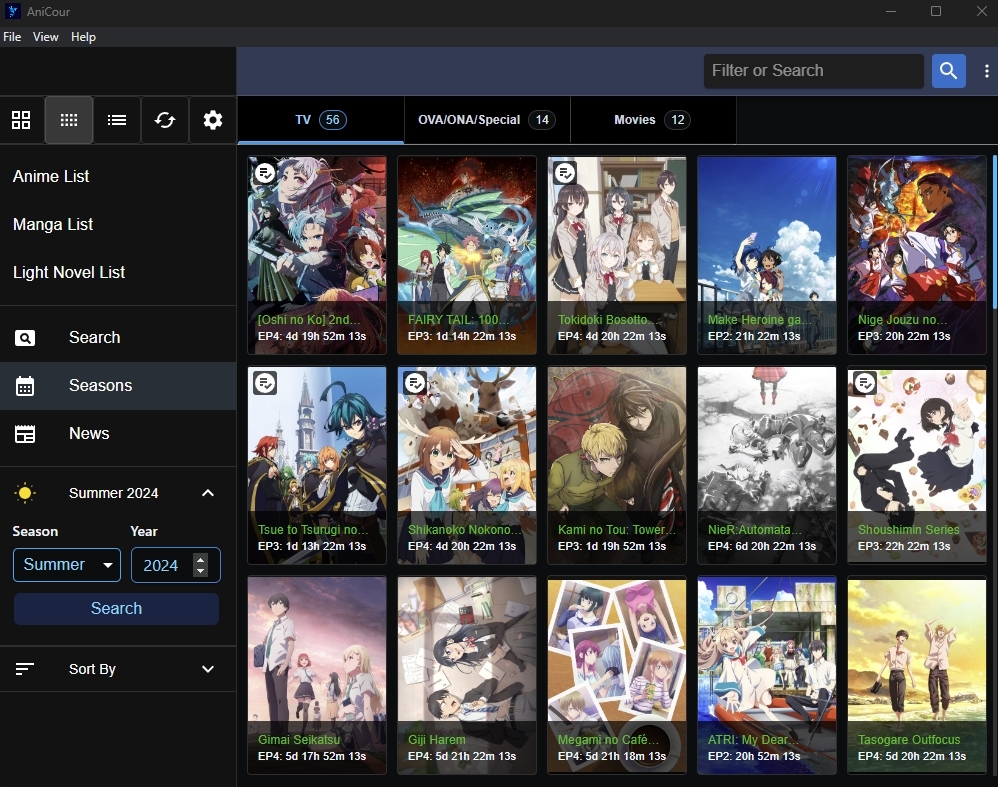 AniCour
File View Help
Filter or Search
TV 56
OVA/ONA/Special 14
Movies 12
Anime List
Manga List
Light Novel List
Search
Seasons
News
Summer 2024
Season Year
Summer 2024
Search
Sort By
[Oshi no Ko] 2nd...
EP4: 4d 19h 52m 13s
FAIRY TAIL: 100...
EP3: 1d 14h 22m 13s
Tokidoki Bosotto...
EP4: 4d 20h 22m 13s
Make Heroine ga...
EP2: 21h 22m 13s
Nige Jouzu no...
EP3: 20h 22m 13s
Tsue to Tsurugi no...
EP3: 1d 13h 22m 13s
Shikanoko Nokono...
EP4: 4d 20h 22m 13s
Kami no Tou: Tower...
EP3: 1d 19h 52m 13s
NieR:Automata...
EP4: 6d 20h 22m 13s
Shoushimin Series
EP3: 22h 22m 13s
Gimai Seikatsu
EP4: 5d 17h 52m 13s
Giji Harem
EP4: 5d 21h 22m 13s
Megami no Café...
EP4: 5d 21h 18m 13s
ATRI: My Dear...
EP2: 20h 52m 13s
Tasogare Outfocus
EP4: 5d 20h 22m 13s